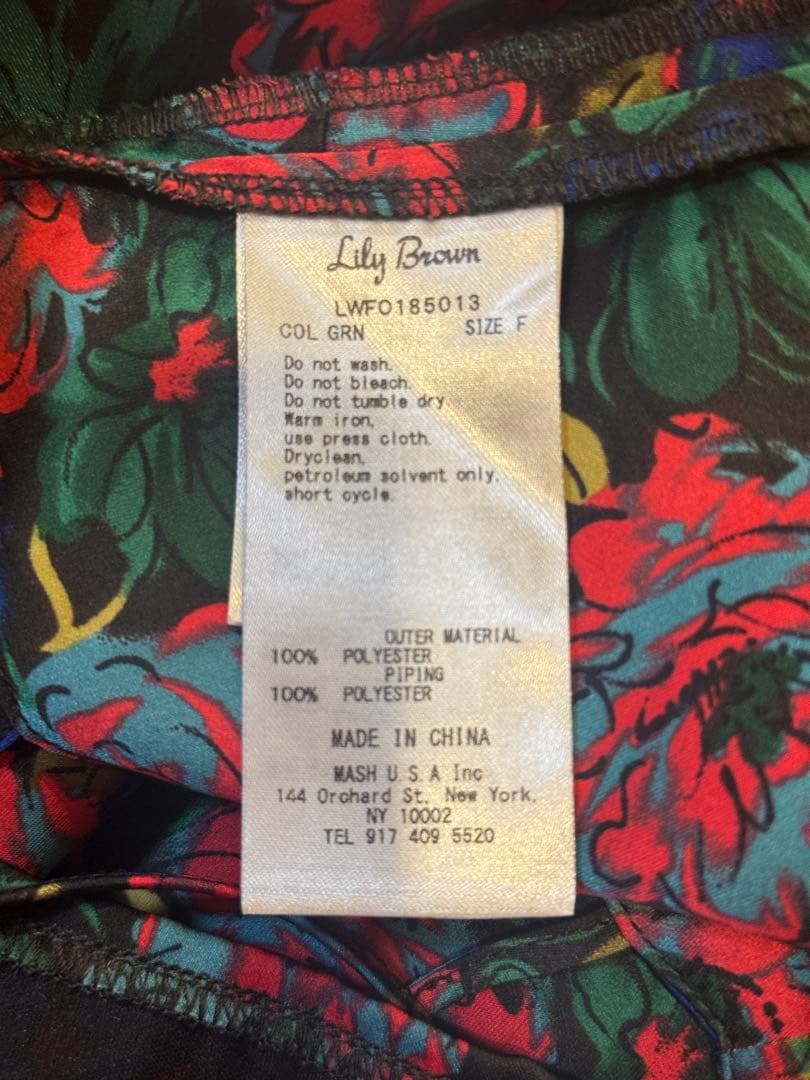 Lily Brown
LWFO185013
COL GRN SIZE F
Do not wash.
Do not bleach.
Do not tumble dry.
Warm iron,
use press cloth.
Dryclean,
petroleum solvent only.
short cycle.
OUTER MATERIAL
100% POLYESTER
PIPING
100% POLYESTER
MADE IN CHINA
MASH U.S.A Inc
144 Orchard St. New York,
NY 10002
TEL 917 409 5520